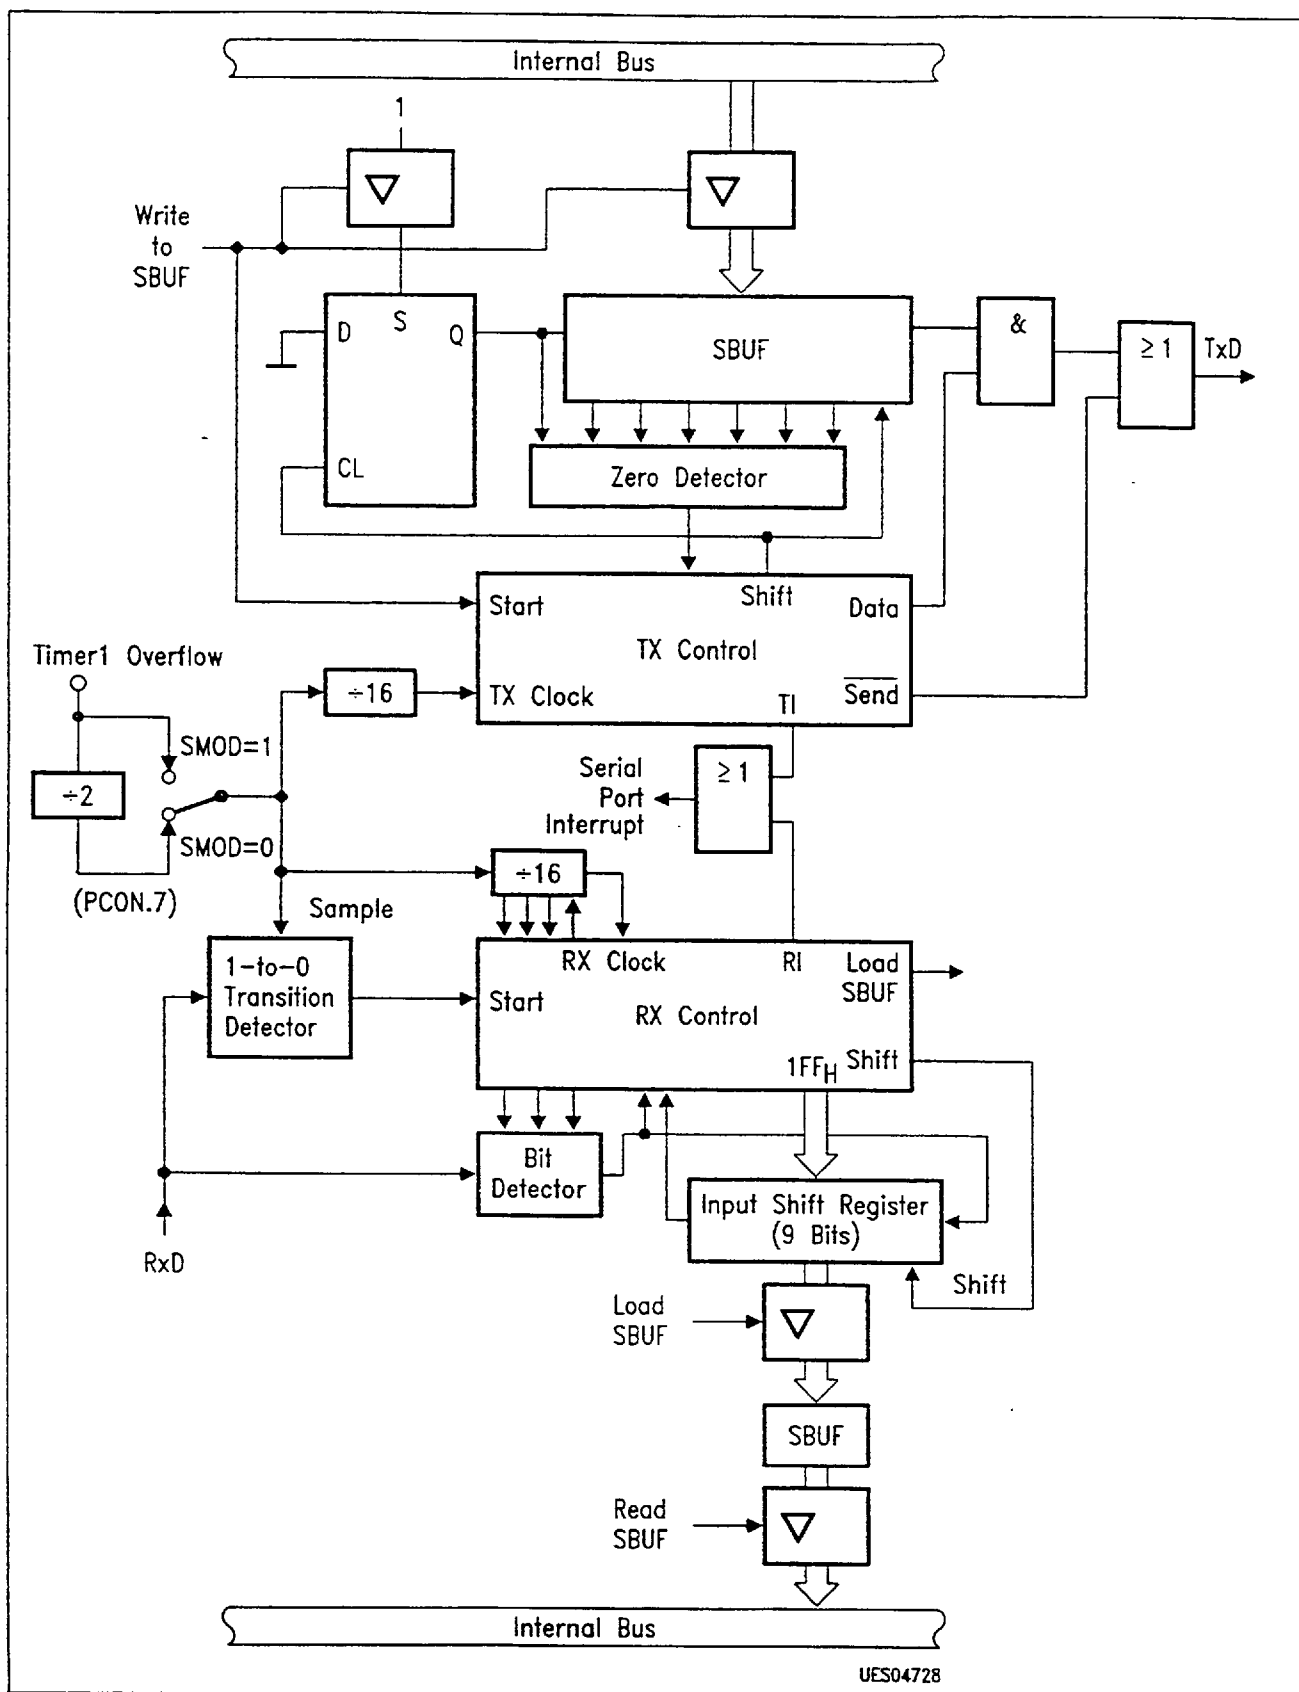 Internal Bus
1
Write
to
SBUF
D
S
Q
CL
SBUF
&
≥1
TxD
Zero Detector
Start
Shift
Data
TX Control
TX Clock
TI
Send
Timer1 Overflow
÷16
SMOD=1
÷2
SMOD=0
(PCON.7)
Serial
Port
Interrupt
≥1
÷16
Sample
1-to-0
Transition
Detector
RX Clock
RI
Load
SBUF
Start
RX Control
1FFH
Shift
Bit
Detector
Input Shift Register
(9 Bits)
RxD
Shift
Load
SBUF
SBUF
Read
SBUF
Internal Bus
UES04728